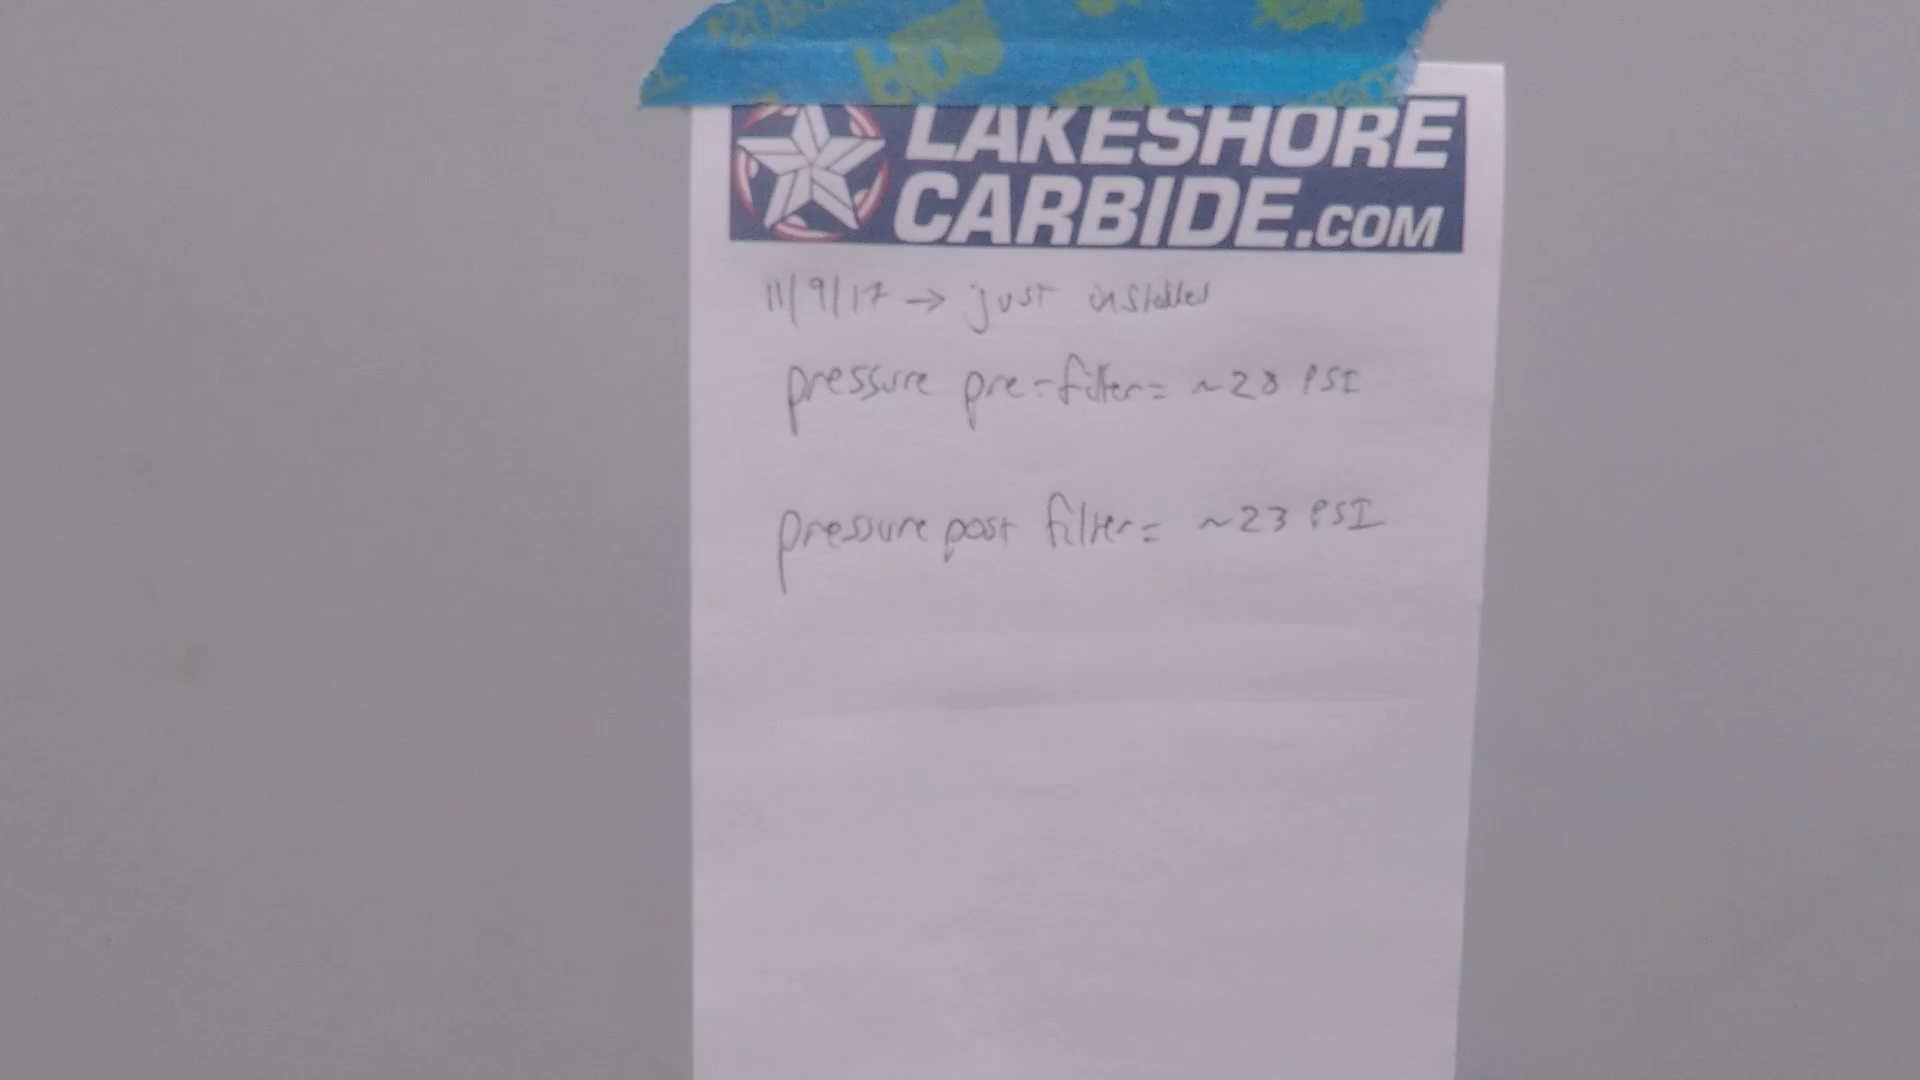 LAKESHORE
CARBIDE.COM
11/9/17 → just installed
pressure pre-filter= ~28 PSI
pressure post filter= ~23 PSI